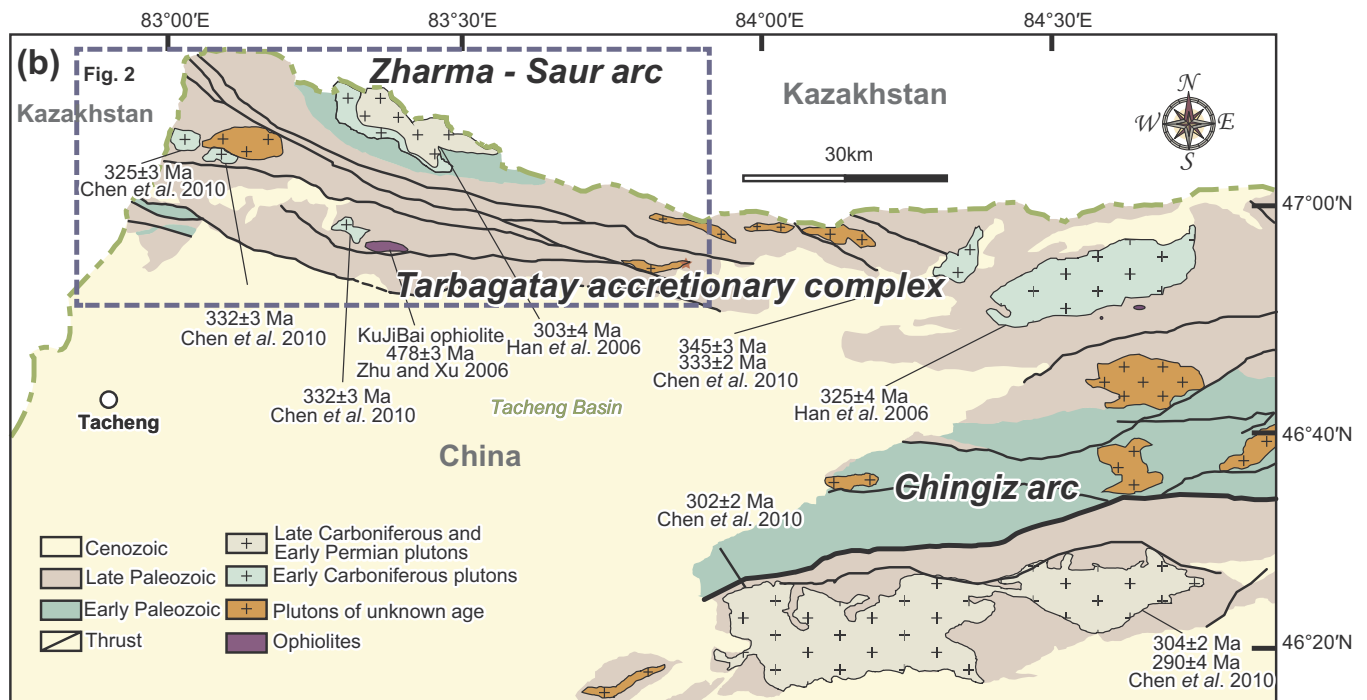 83°00′E
83°30′E
84°00′E
84°30′E
(b)
Fig. 2
Zharma - Saur arc
Kazakhstan
Kazakhstan
N
W
E
S
30km
325±3 Ma
Chen et al. 2010
47°00′N
Tarbagatay accretionary complex
332±3 Ma
Chen et al. 2010
KuJiBai ophiolite
478±3 Ma
Zhu and Xu 2006
303±4 Ma
Han et al. 2006
345±3 Ma
333±2 Ma
Chen et al. 2010
332±3 Ma
Chen et al. 2010
325±4 Ma
Han et al. 2006
Tacheng
Tacheng Basin
46°40′N
China
Chingiz arc
302±2 Ma
Chen et al. 2010
Cenozoic
Late Paleozoic
Early Paleozoic
Thrust
Late Carboniferous and
Early Permian plutons
Early Carboniferous plutons
Plutons of unknown age
Ophiolites
46°20′N
304±2 Ma
290±4 Ma
Chen et al. 2010